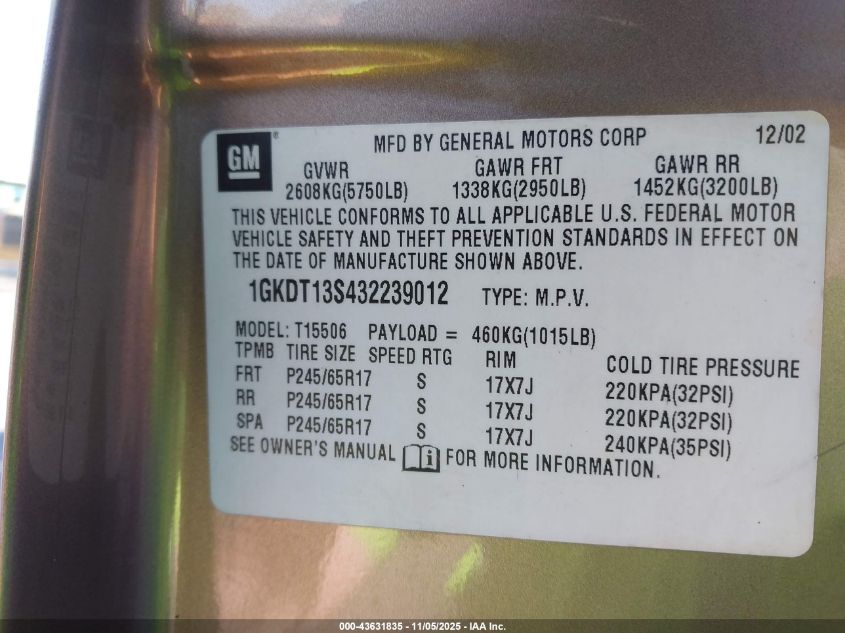 GM ® MFD BY GENERAL MOTORS CORP 12/02
GVWR GAWR FRT GAWR RR
2608KG(5750LB) 1338KG(2950LB) 1452KG(3200LB)
THIS VEHICLE CONFORMS TO ALL APPLICABLE U.S. FEDERAL MOTOR
VEHICLE SAFETY AND THEFT PREVENTION STANDARDS IN EFFECT ON
THE DATE OF MANUFACTURE SHOWN ABOVE.
1GKDT13S432239012 TYPE: M.P.V.
MODEL: T15506 PAYLOAD = 460KG(1015LB)
TPMB TIRE SIZE SPEED RTG RIM COLD TIRE PRESSURE
FRT P245/65R17 S 17X7J 220KPA(32PSI)
RR P245/65R17 S 17X7J 220KPA(32PSI)
SPA P245/65R17 S 17X7J 240KPA(35PSI)
SEE OWNER'S MANUAL i FOR MORE INFORMATION.
000-43631835 - 11/05/2025 - IAA Inc.